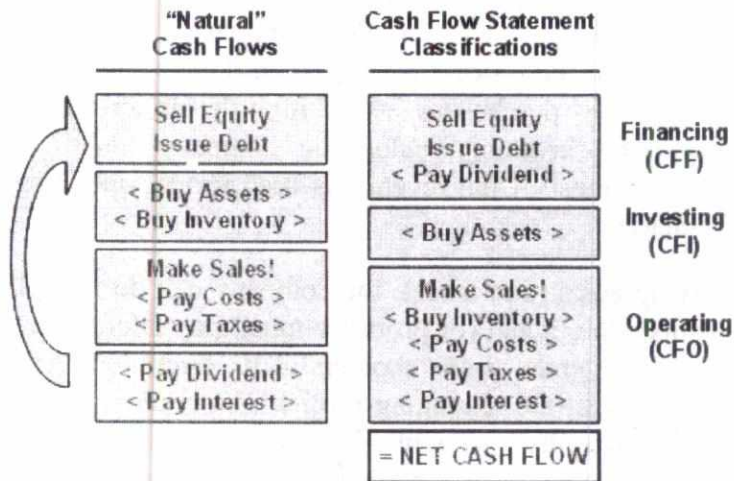 “Natural”
Cash Flows
Sell Equity
Issue Debt
< Buy Assets >
< Buy Inventory >
Make Sales!
< Pay Costs >
< Pay Taxes >
< Pay Dividend >
< Pay Interest >
Cash Flow Statement
Classifications
Sell Equity
Issue Debt
< Pay Dividend >
Financing
(CFF)
< Buy Assets >
Investing
(CFI)
Make Sales!
< Buy Inventory >
< Pay Costs >
< Pay Taxes >
< Pay Interest >
Operating
(CFO)
= NET CASH FLOW